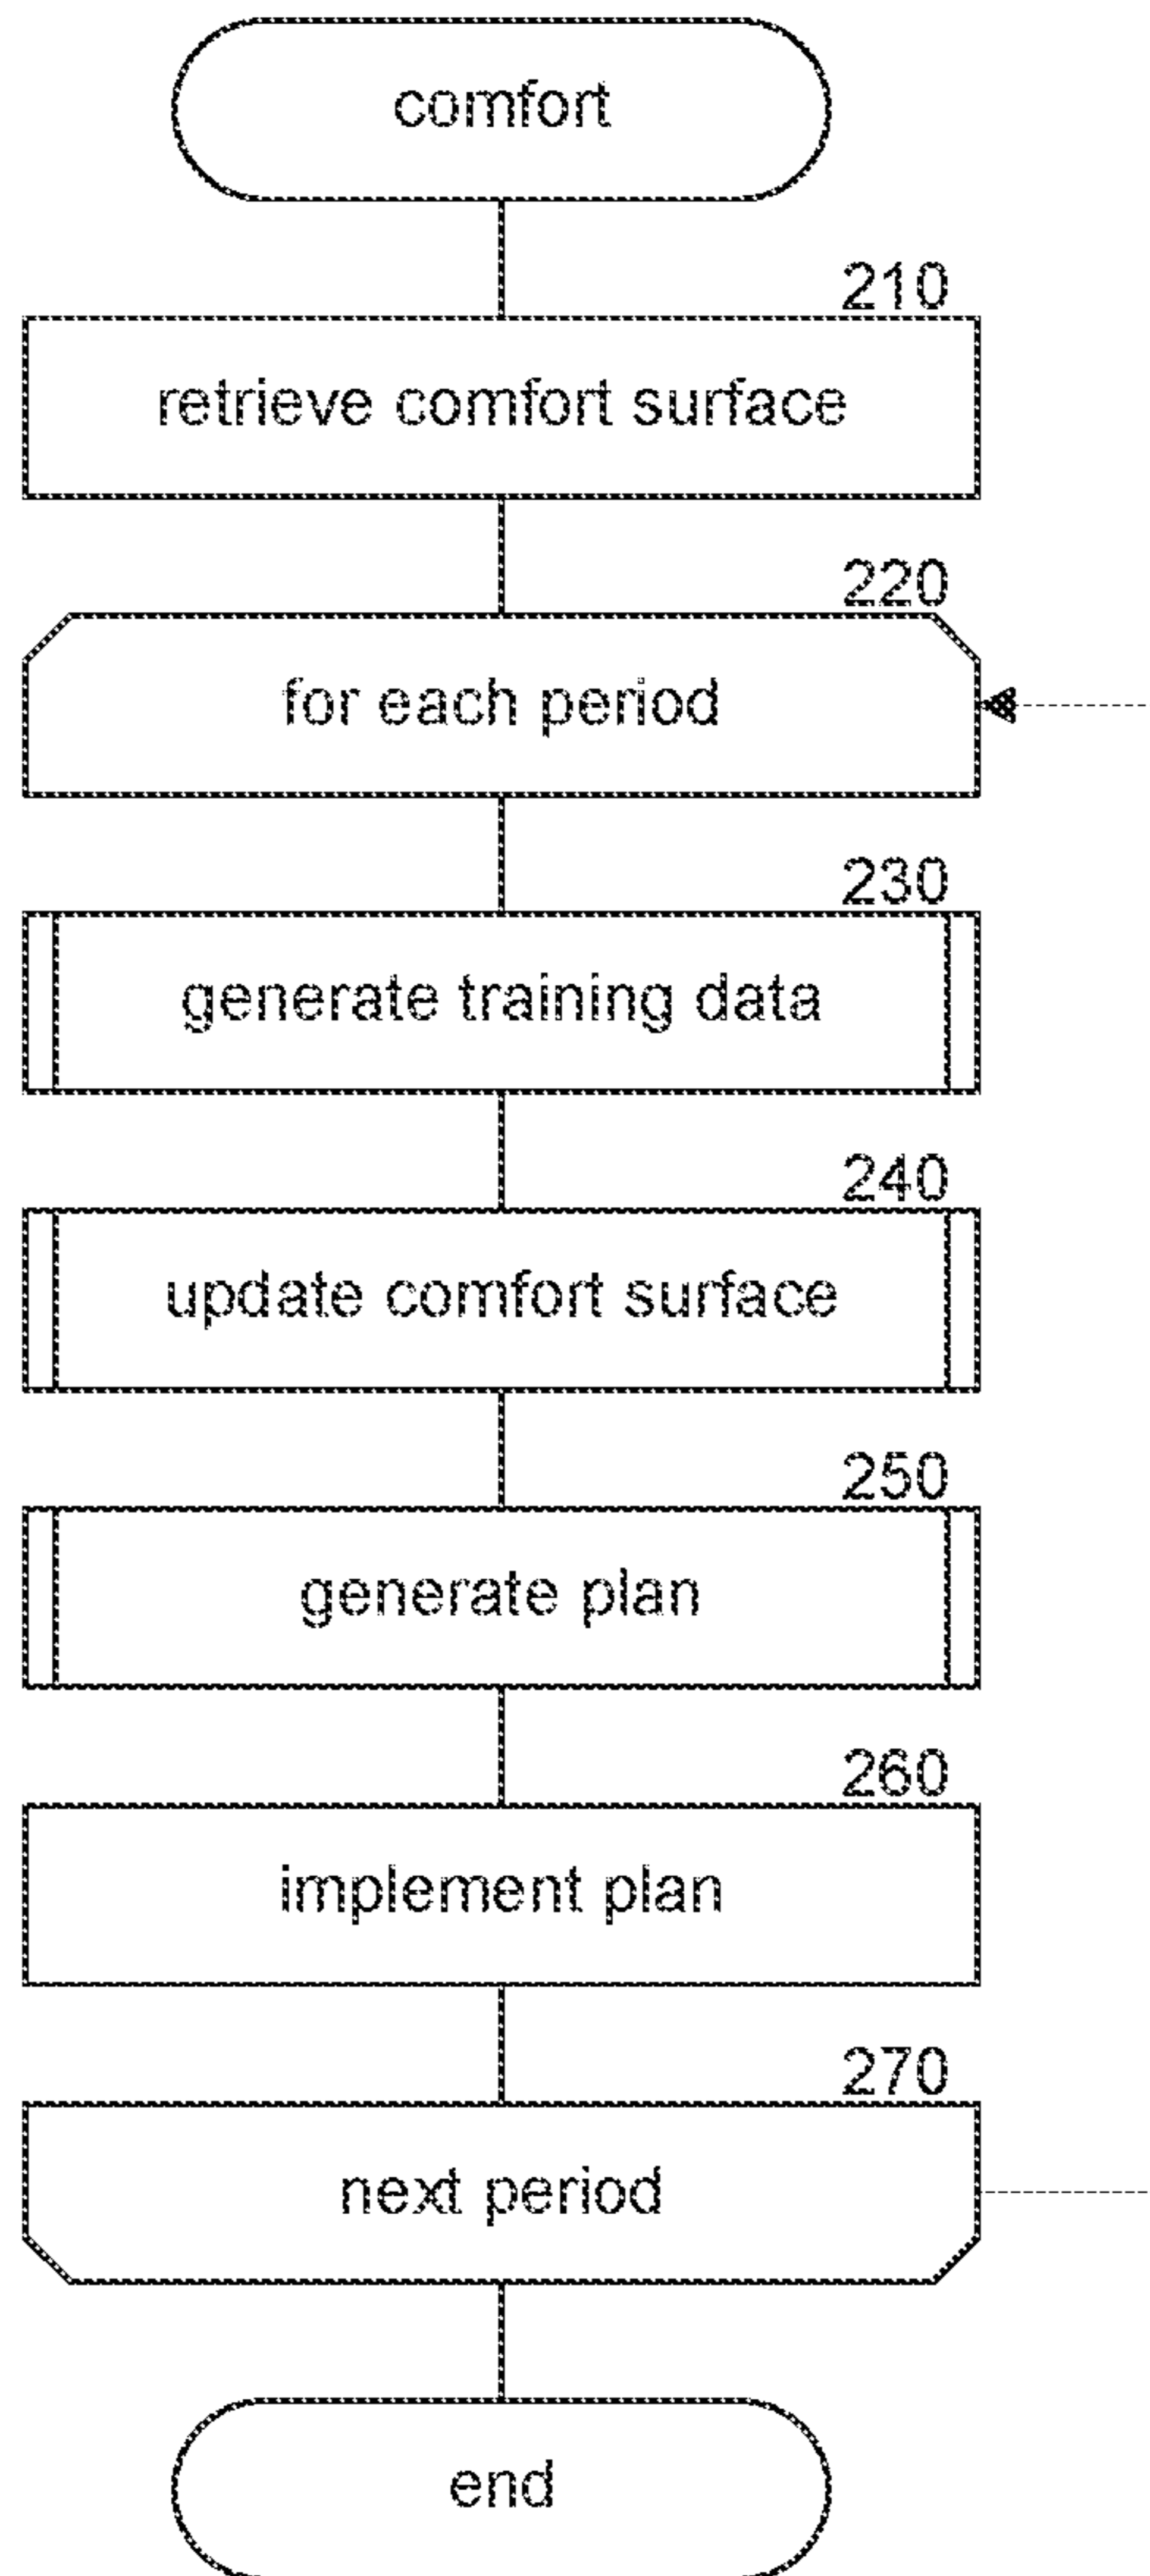 comfort
210
retrieve comfort surface
220
for each period
230
generate training data
240
update comfort surface
250
generate plan
260
implement plan
270
next period
end